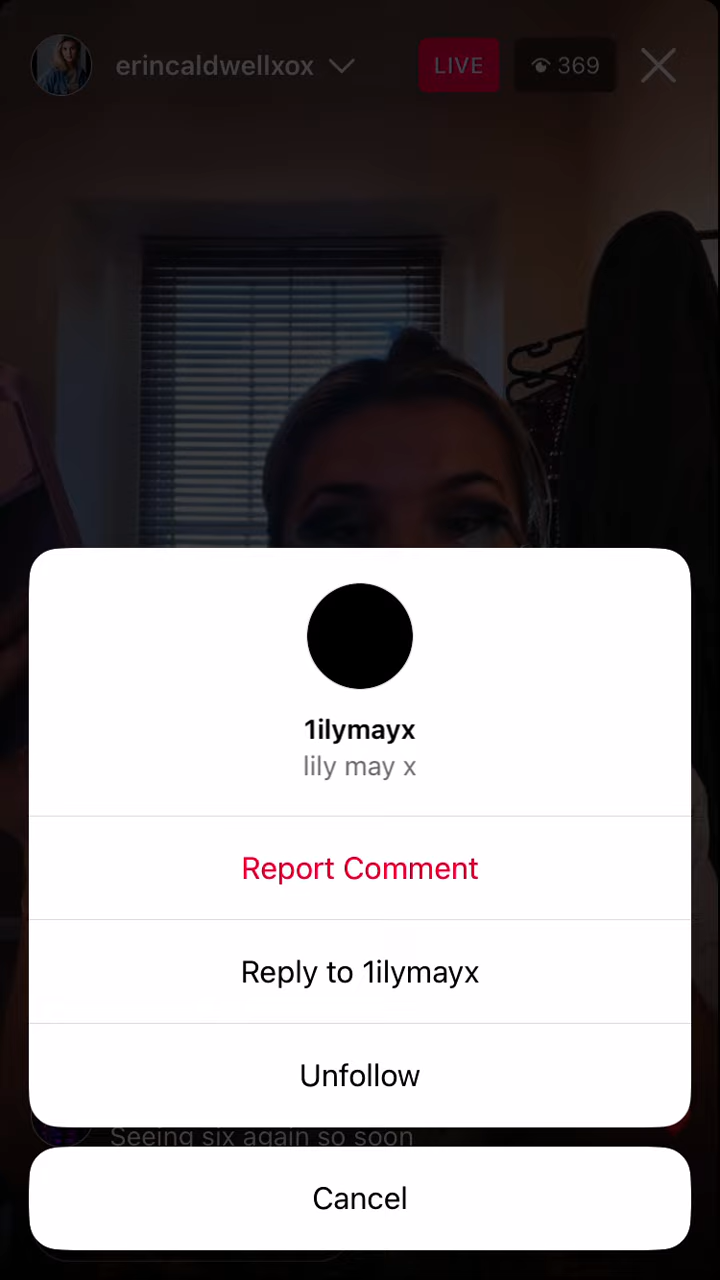 erincaldwellxox
LIVE
369
1ilymayx
lily may x
Report Comment
Reply to 1ilymayx
Unfollow
Seeing six again so soon
Cancel